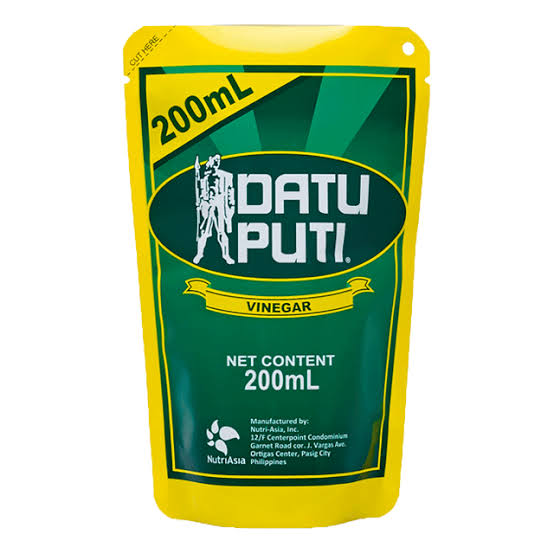 CUT HERE
200mL
DATU
PUTI®
VINEGAR
NET CONTENT
200mL
NutriAsia
Manufactured by:
Nutri-Asia, Inc.
12/F Centerpoint Condominium
Garnet Road cor. J. Vargas Ave.
Ortigas Center, Pasig City
Philippines